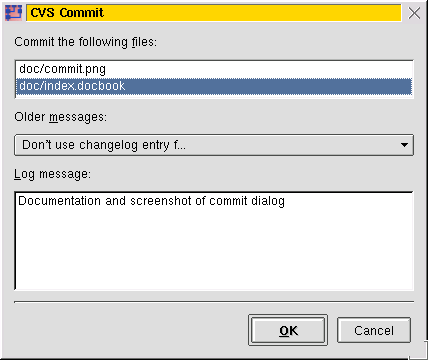 CVS Commit
Commit the following files:
doc/commit.png
doc/index.docbook
Older messages:
Don't use changelog entry f...
Log message:
Documentation and screenshot of commit dialog
OK
Cancel